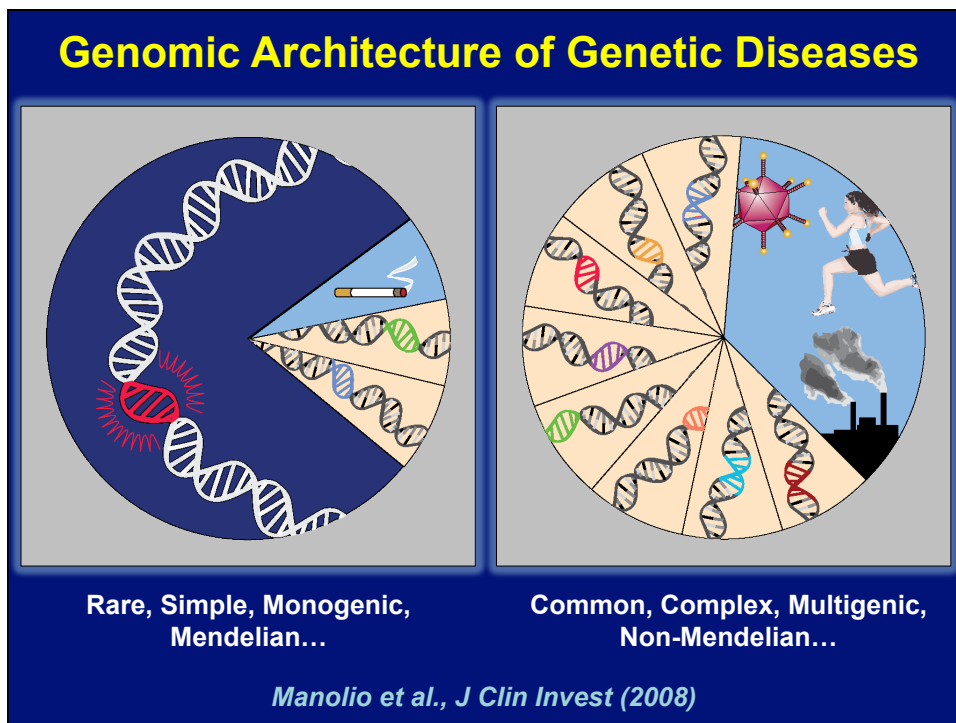 Genomic Architecture of Genetic Diseases
Rare, Simple, Monogenic,
Mendelian…
Common, Complex, Multigenic,
Non-Mendelian…
Manolio et al., J Clin Invest (2008)